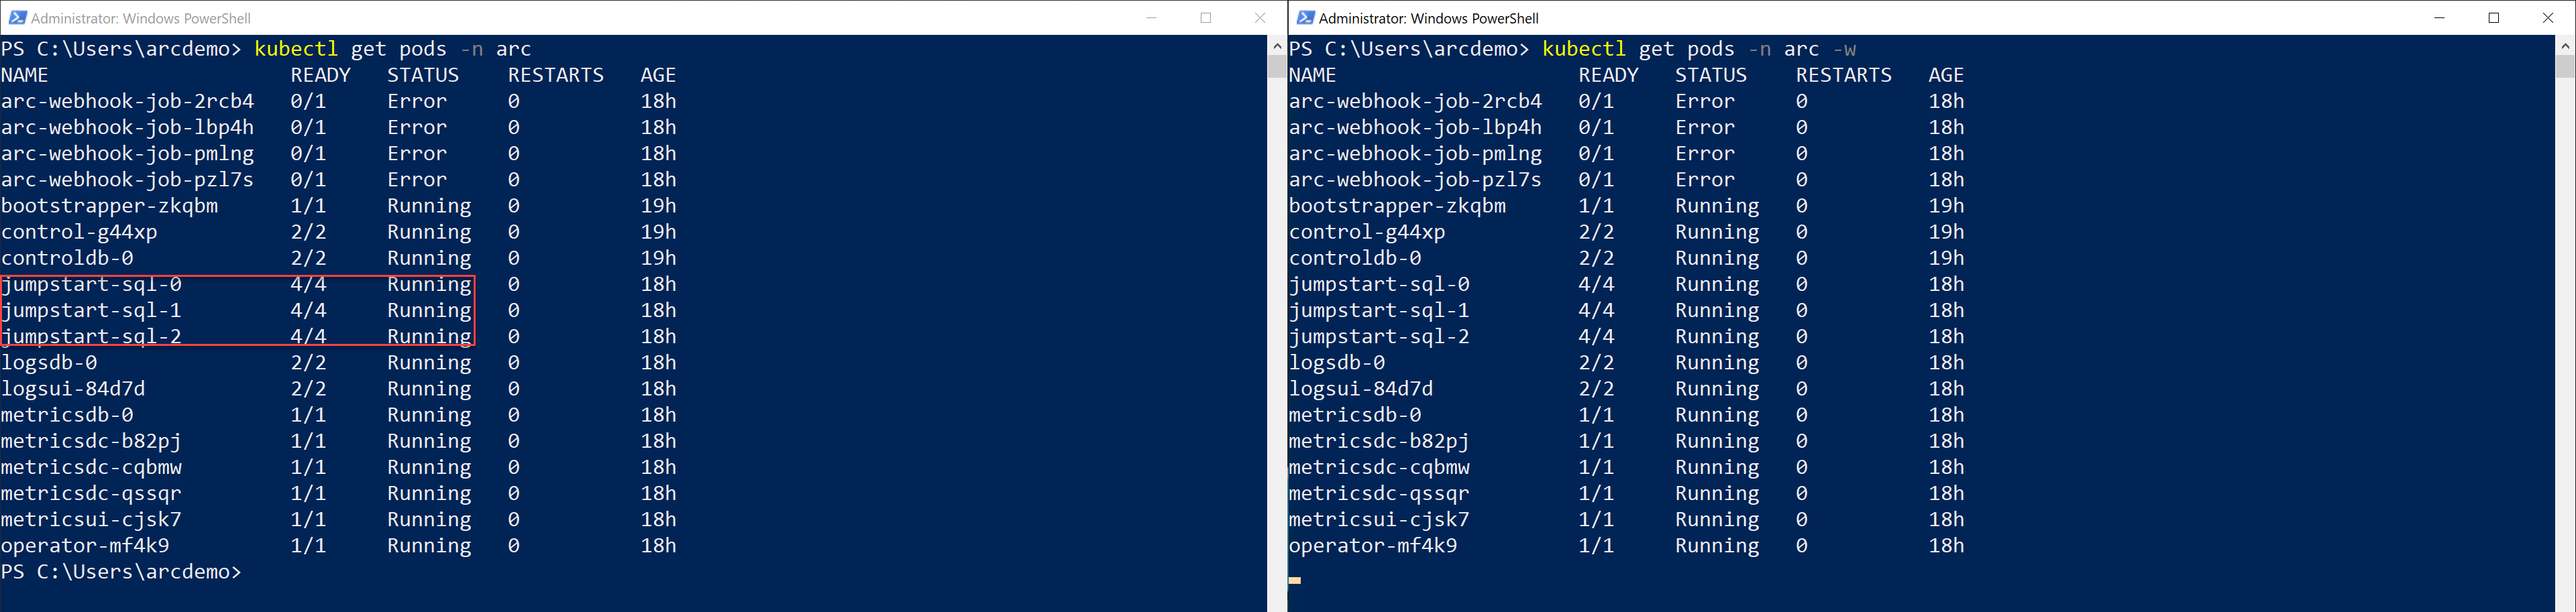 Administrator: Windows PowerShell
PS C:\Users\arcdemo> kubectl get pods -n arc
NAME READY STATUS RESTARTS AGE
arc-webhook-job-2rcb4 0/1 Error 0 18h
arc-webhook-job-lbp4h 0/1 Error 0 18h
arc-webhook-job-pmlng 0/1 Error 0 18h
arc-webhook-job-pzl7s 0/1 Error 0 18h
bootstrapper-zkqbm 1/1 Running 0 19h
control-g44xp 2/2 Running 0 19h
controldb-0 2/2 Running 0 19h
jumpstart-sql-0 4/4 Running 0 18h
jumpstart-sql-1 4/4 Running 0 18h
jumpstart-sql-2 4/4 Running 0 18h
logsdb-0 2/2 Running 0 18h
logsui-84d7d 2/2 Running 0 18h
metricsdb-0 1/1 Running 0 18h
metricsdc-b82pj 1/1 Running 0 18h
metricsdc-cqbmw 1/1 Running 0 18h
metricsdc-qssqr 1/1 Running 0 18h
metricsui-cjsk7 1/1 Running 0 18h
operator-mf4k9 1/1 Running 0 18h
PS C:\Users\arcdemo>
Administrator: Windows PowerShell
PS C:\Users\arcdemo> kubectl get pods -n arc -w
NAME READY STATUS RESTARTS AGE
arc-webhook-job-2rcb4 0/1 Error 0 18h
arc-webhook-job-lbp4h 0/1 Error 0 18h
arc-webhook-job-pmlng 0/1 Error 0 18h
arc-webhook-job-pzl7s 0/1 Error 0 18h
bootstrapper-zkqbm 1/1 Running 0 19h
control-g44xp 2/2 Running 0 19h
controldb-0 2/2 Running 0 19h
jumpstart-sql-0 4/4 Running 0 18h
jumpstart-sql-1 4/4 Running 0 18h
jumpstart-sql-2 4/4 Running 0 18h
logsdb-0 2/2 Running 0 18h
logsui-84d7d 2/2 Running 0 18h
metricsdb-0 1/1 Running 0 18h
metricsdc-b82pj 1/1 Running 0 18h
metricsdc-cqbmw 1/1 Running 0 18h
metricsdc-qssqr 1/1 Running 0 18h
metricsui-cjsk7 1/1 Running 0 18h
operator-mf4k9 1/1 Running 0 18h